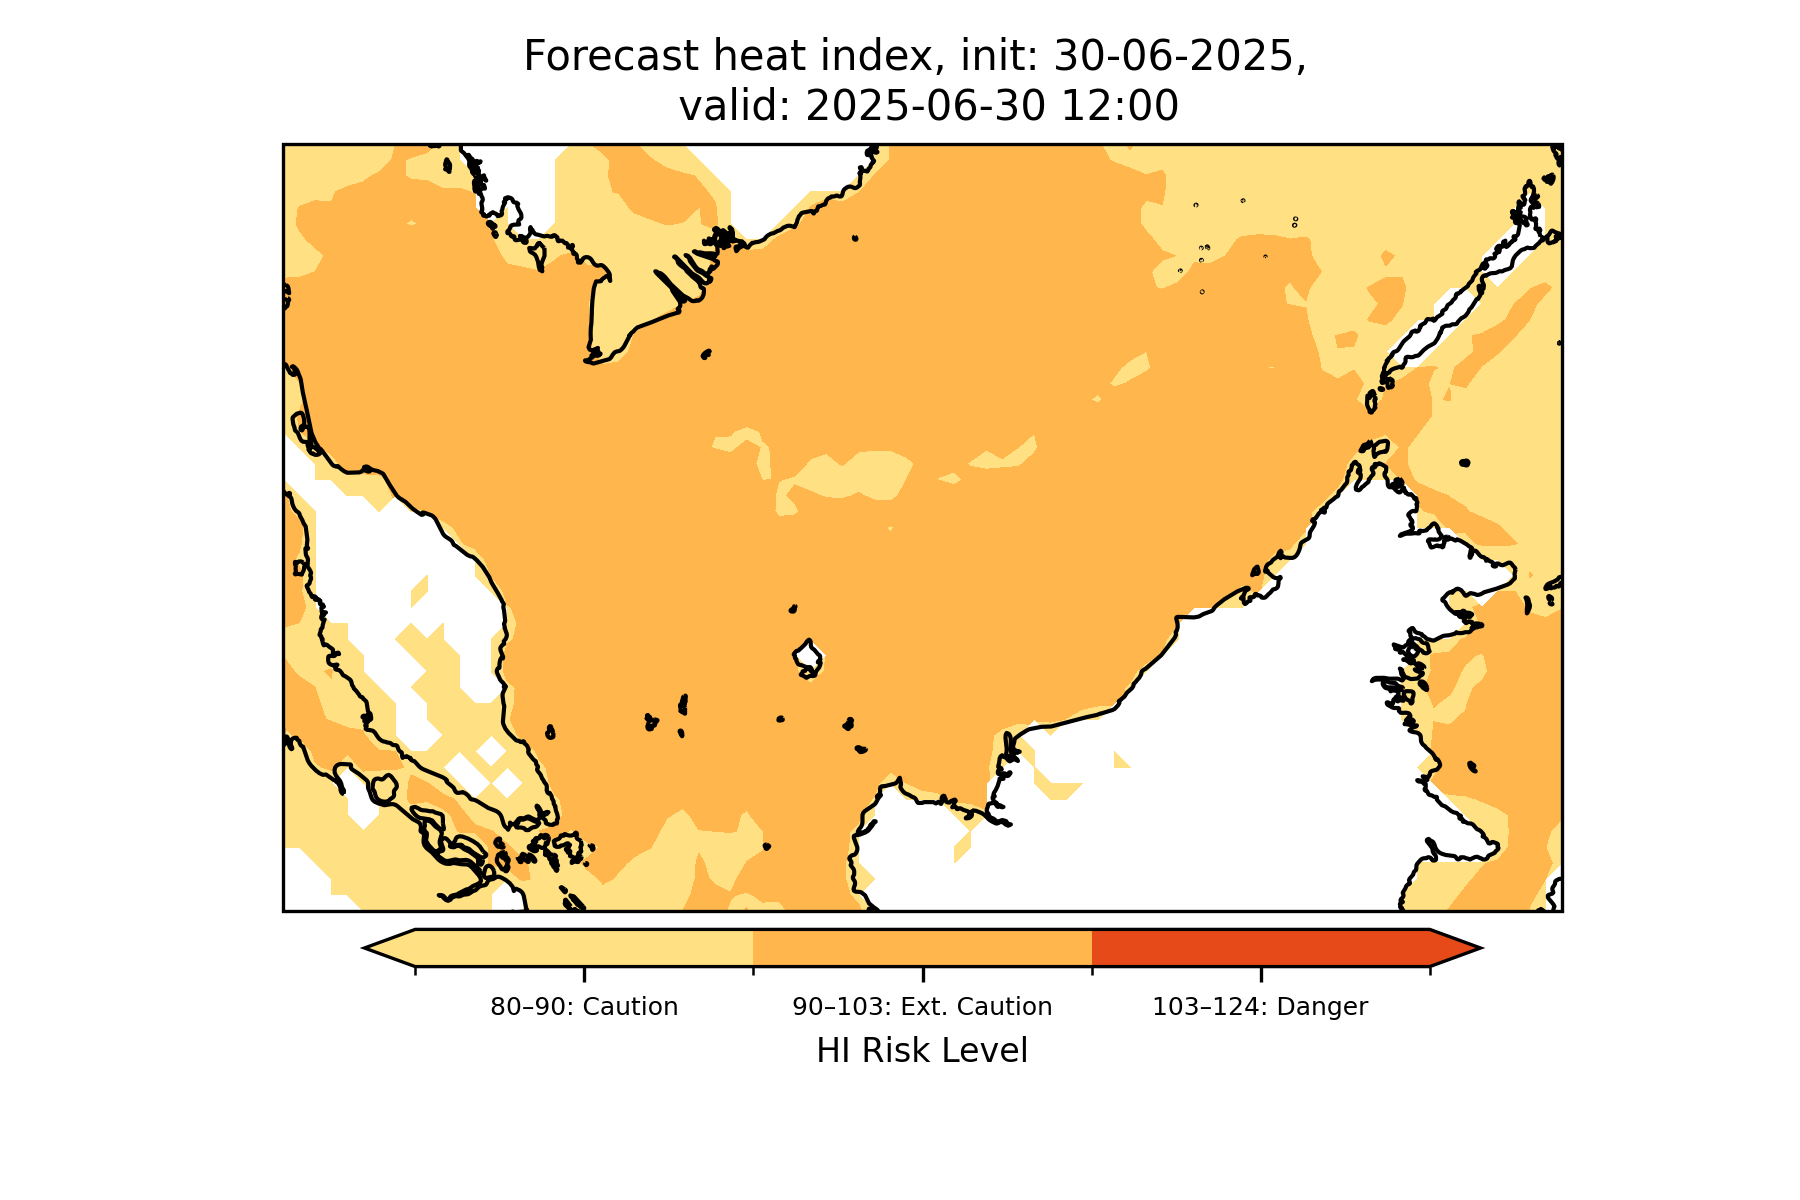 Forecast heat index, init: 30-06-2025,
valid: 2025-06-30 12:00
80–90: Caution
90–103: Ext. Caution
103–124: Danger
HI Risk Level